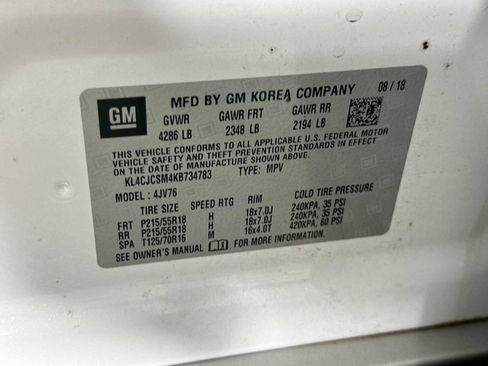 GM
MFD BY GM KOREA COMPANY
08 / 18
GVWR GAWR FRT GAWR RR
4286 LB 2348 LB 2194 LB
THIS VEHICLE CONFORMS TO ALL APPLICABLE U.S. FEDERAL MOTOR
VEHICLE SAFETY, BUMPER, AND THEFT PREVENTION STANDARDS IN EFFECT
ON THE DATE OF MANUFACTURE SHOWN ABOVE.
KL4CJCSM4KB734783 TYPE: MPV
MODEL: 4JV76
TIRE SIZE SPEED RTG RIM COLD TIRE PRESSURE
FRT P215/55R18 H 18x7.0J 240KPA, 35 PSI
RR P215/55R18 H 18x7.0J 240KPA, 35 PSI
SPA T125/70R16 M 16x4.0T 420KPA, 60 PSI
SEE OWNER'S MANUAL FOR MORE INFORMATION.